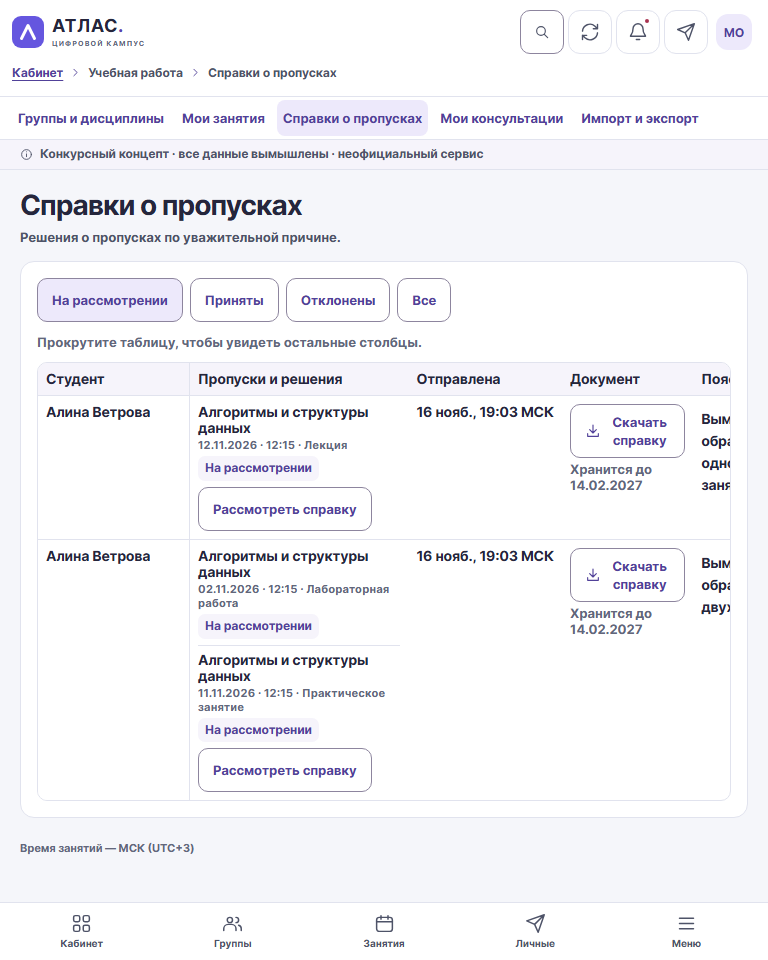 АТЛАС.
ЦИФРОВОЙ КАМПУС
МО
Кабинет
Учебная работа
Справки о пропусках
Группы и дисциплины
Мои занятия
Справки о пропусках
Мои консультации
Импорт и экспорт
Конкурсный концепт · все данные вымышлены · неофициальный сервис
Справки о пропусках
Решения о пропусках по уважительной причине.
На рассмотрении
Приняты
Отклонены
Все
Прокрутите таблицу, чтобы увидеть остальные столбцы.
Студент
Пропуски и решения
Отправлена
Документ
Алина Ветрова
Алгоритмы и структуры
данных
12.11.2026 · 12:15 · Лекция
На рассмотрении
Рассмотреть справку
16 нояб., 19:03 МСК
Скачать
справку
Хранится до
14.02.2027
Алина Ветрова
Алгоритмы и структуры
данных
02.11.2026 · 12:15 · Лабораторная
работа
На рассмотрении
Алгоритмы и структуры
данных
11.11.2026 · 12:15 · Практическое
занятие
На рассмотрении
Рассмотреть справку
16 нояб., 19:03 МСК
Скачать
справку
Хранится до
14.02.2027
Время занятий — МСК (UTC+3)
Кабинет
Группы
Занятия
Личные
Меню